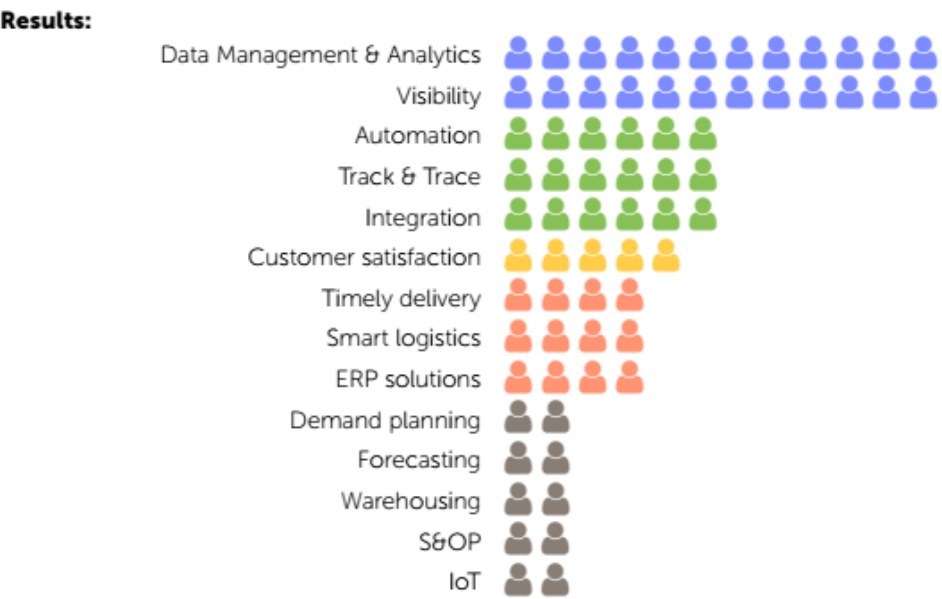 Results:
Data Management & Analytics
Visibility
Automation
Track & Trace
Integration
Customer satisfaction
Timely delivery
Smart logistics
ERP solutions
Demand planning
Forecasting
Warehousing
S&OP
IoT